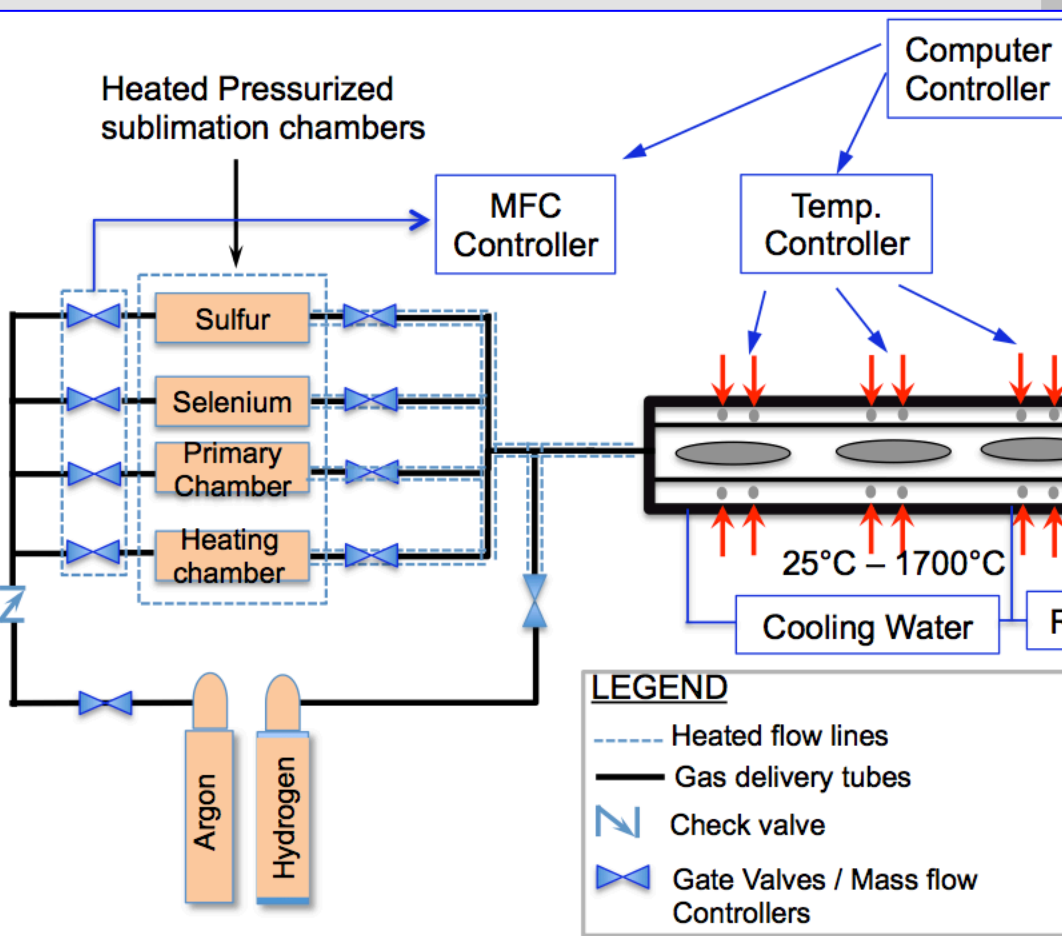 Computer
Controller
Heated Pressurized
sublimation chambers
MFC
Controller
Temp.
Controller
Sulfur
Selenium
Primary
Chamber
Heating
chamber
25°C – 1700°C
Cooling Water
LEGEND
Heated flow lines
Gas delivery tubes
Check valve
Gate Valves / Mass flow
Controllers
Argon
Hydrogen